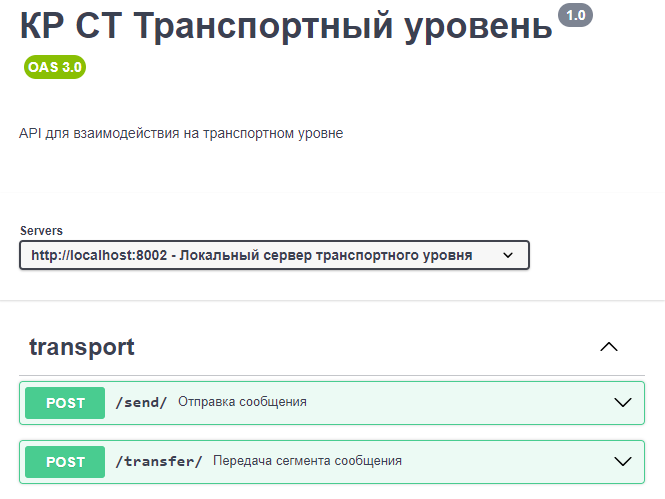 КР СТ Транспортный уровень 1.0
OAS 3.0
API для взаимодействия на транспортном уровне
Servers
http://localhost:8002 - Локальный сервер транспортного уровня
transport
POST /send/ Отправка сообщения
POST /transfer/ Передача сегмента сообщения